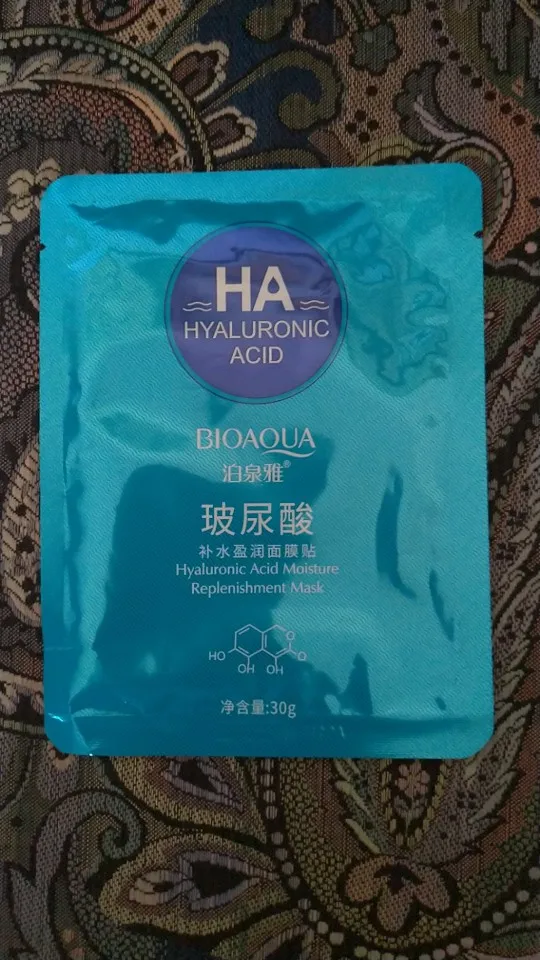 HA
HYALURONIC
ACID
BIOAQUA
泊泉雅®
玻尿酸
补水盈润面膜贴
Hyaluronic Acid Moisture
Replenishment Mask
O
HO
O
OH
OH
净含量:30g